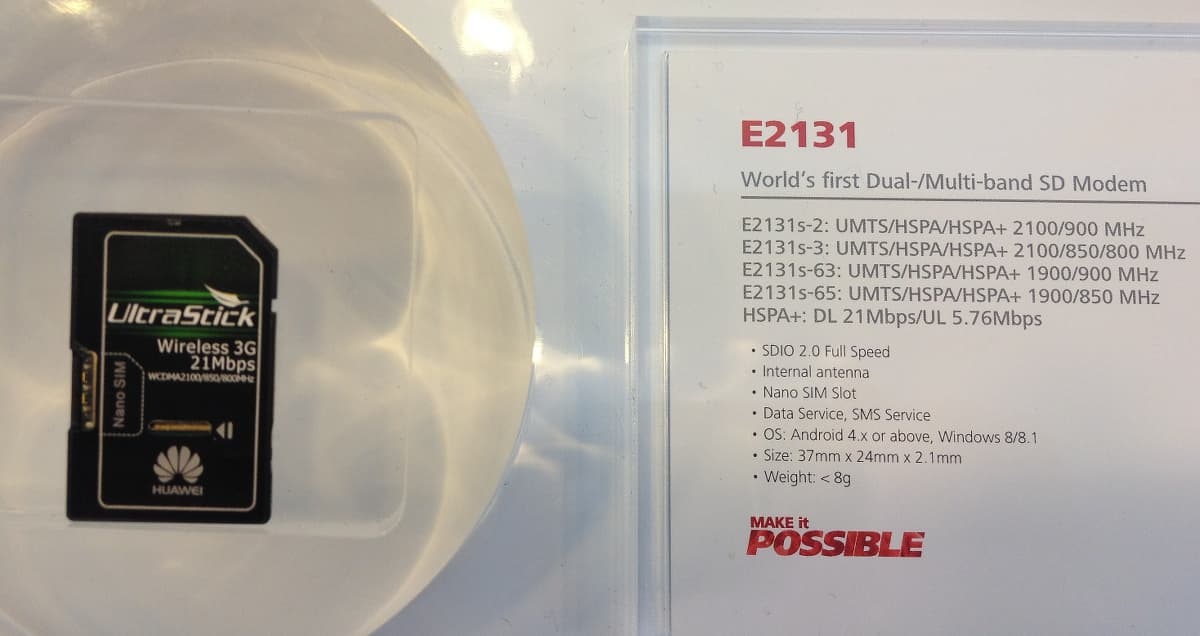 UltraStick
Wireless 3G
21Mbps
WCDMA2100/850/800MHz
Nano SIM
HUAWEI
E2131
World's first Dual-/Multi-band SD Modem
E2131s-2: UMTS/HSPA/HSPA+ 2100/900 MHz
E2131s-3: UMTS/HSPA/HSPA+ 2100/850/800 MHz
E2131s-63: UMTS/HSPA/HSPA+ 1900/900 MHz
E2131s-65: UMTS/HSPA/HSPA+ 1900/850 MHz
HSPA+: DL 21Mbps/UL 5.76Mbps
• SDIO 2.0 Full Speed
• Internal antenna
• Nano SIM Slot
• Data Service, SMS Service
• OS: Android 4.x or above, Windows 8/8.1
• Size: 37mm x 24mm x 2.1mm
• Weight: < 8g
MAKE it
POSSIBLE